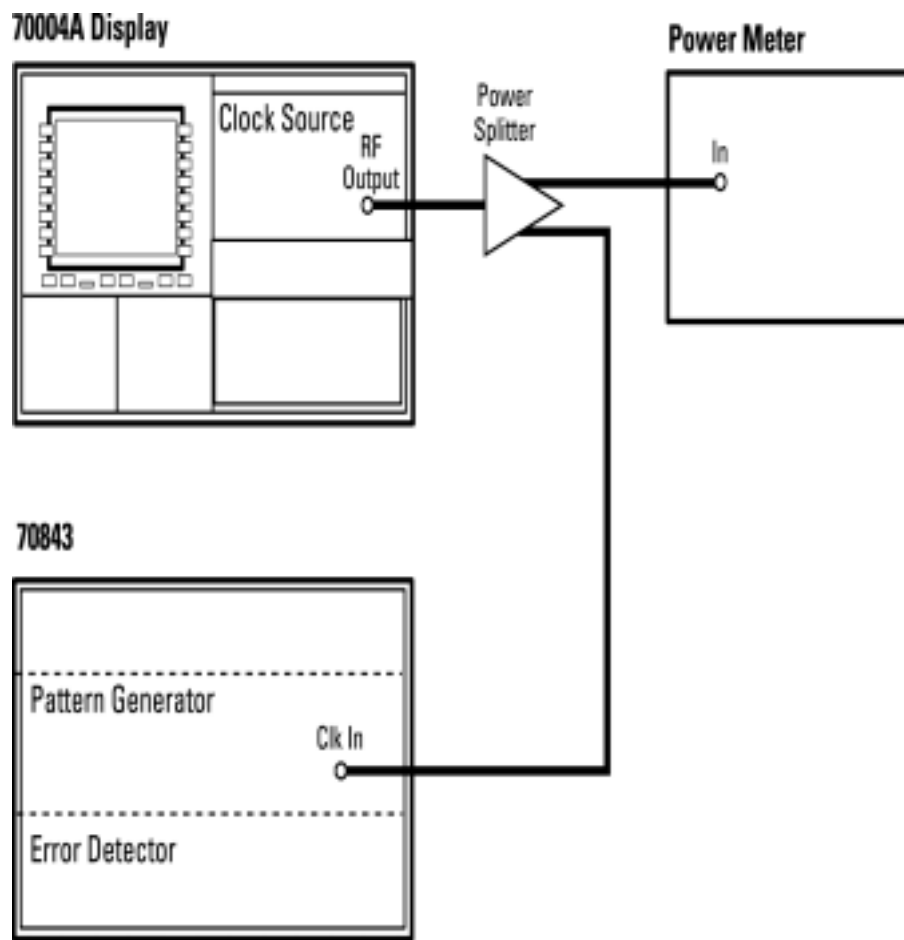 70004A Display
Power Meter
Clock Source
RF
Output
Power
Splitter
In
70843
Pattern Generator
Clk In
Error Detector